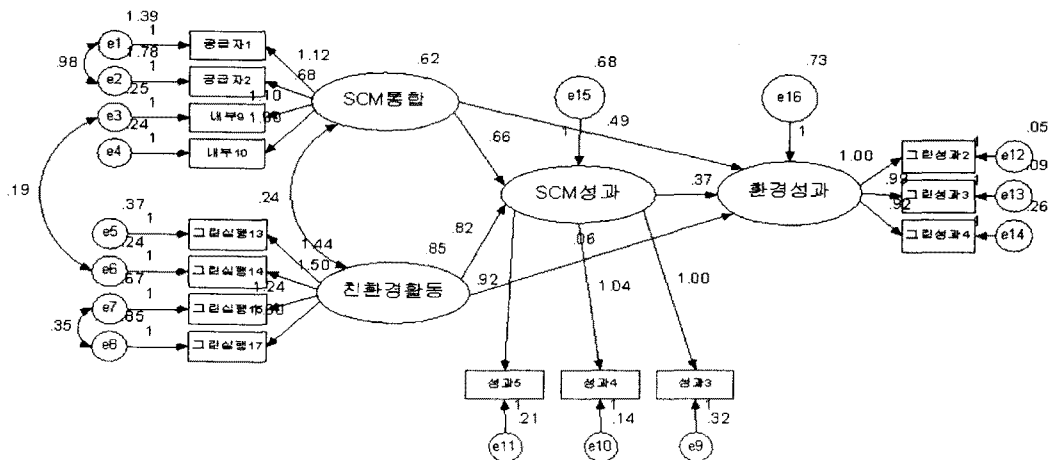 1.39
e1 1 공급자1
.98 1.78 1.12
e2 1 공급자2 .68
.25 1.10
e3 1 내부9
.24
e4 1 내부10
.62
SCM통합
.19
.24
.37
e5 1 그린실행13
.24 1.44
e6 1 그린실행14 1.50
.67 1.24
e7 1
.35 1
그린실행17
.85
친환경활동
.68
e15
1
.66
.49
SCM성과
.82
.37
.06
.92
1.04
1.00
.73
e16
1
환경성과
1.00
.99
.92
그린성과2 1 e12 .05
그린성과3 1 e13 .09
그린성과4 1 e14 .26
성과5 성과4 성과3
1 1 1
.21 .14 .32
e11 e10 e9